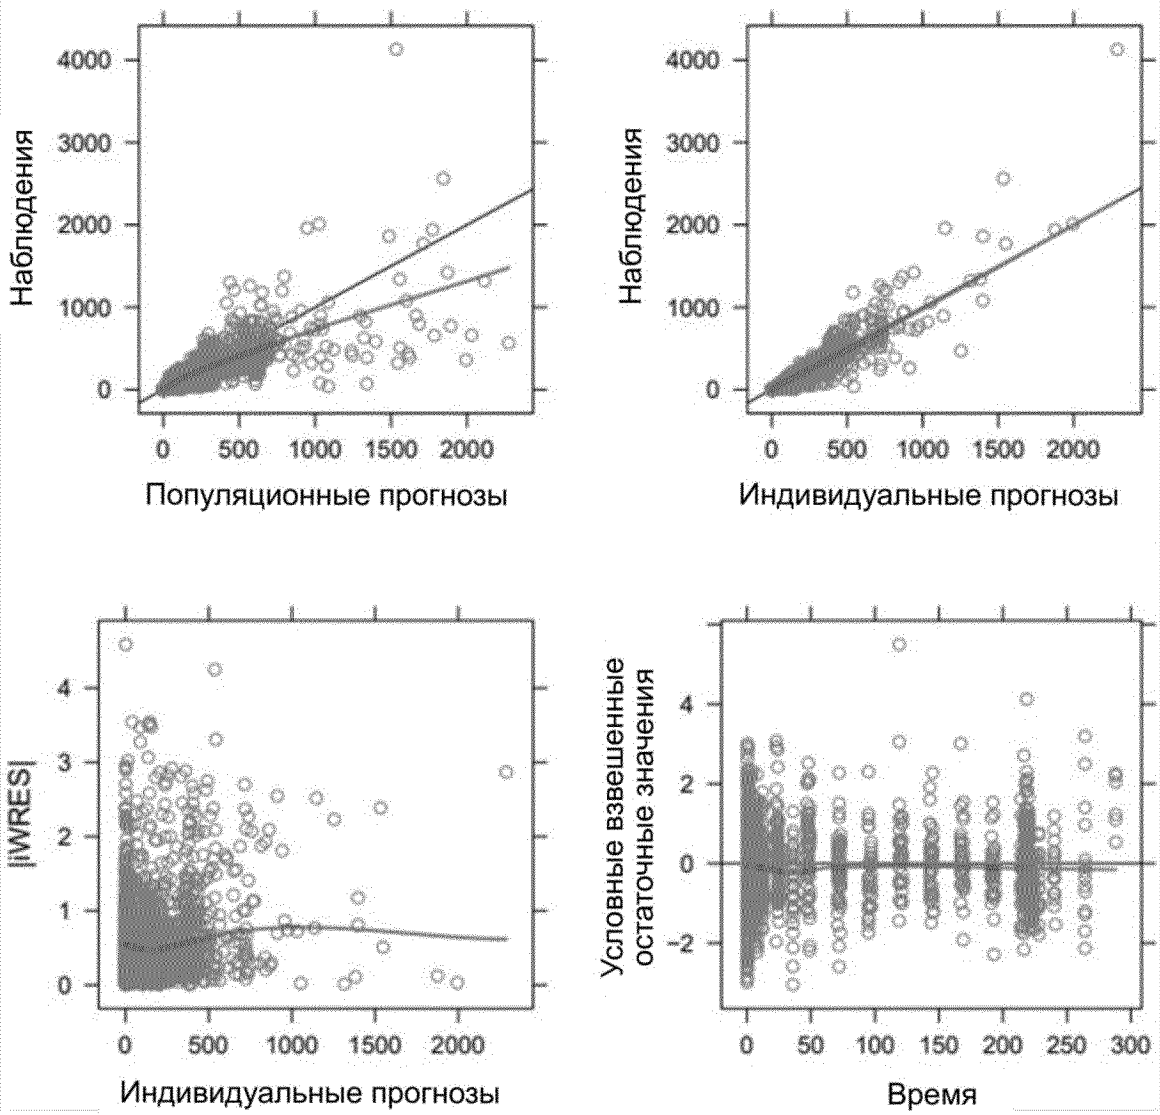 4000
3000
2000
1000
0
Наблюдения
0 500 1000 1500 2000
Популяционные прогнозы
4000
3000
2000
1000
0
Наблюдения
0 500 1000 1500 2000
Индивидуальные прогнозы
4
3
2
1
0
|iWRES|
0 500 1000 1500 2000
Индивидуальные прогнозы
4
2
0
−2
Условные взвешенные
остаточные значения
0 50 100 150 200 250 300
Время